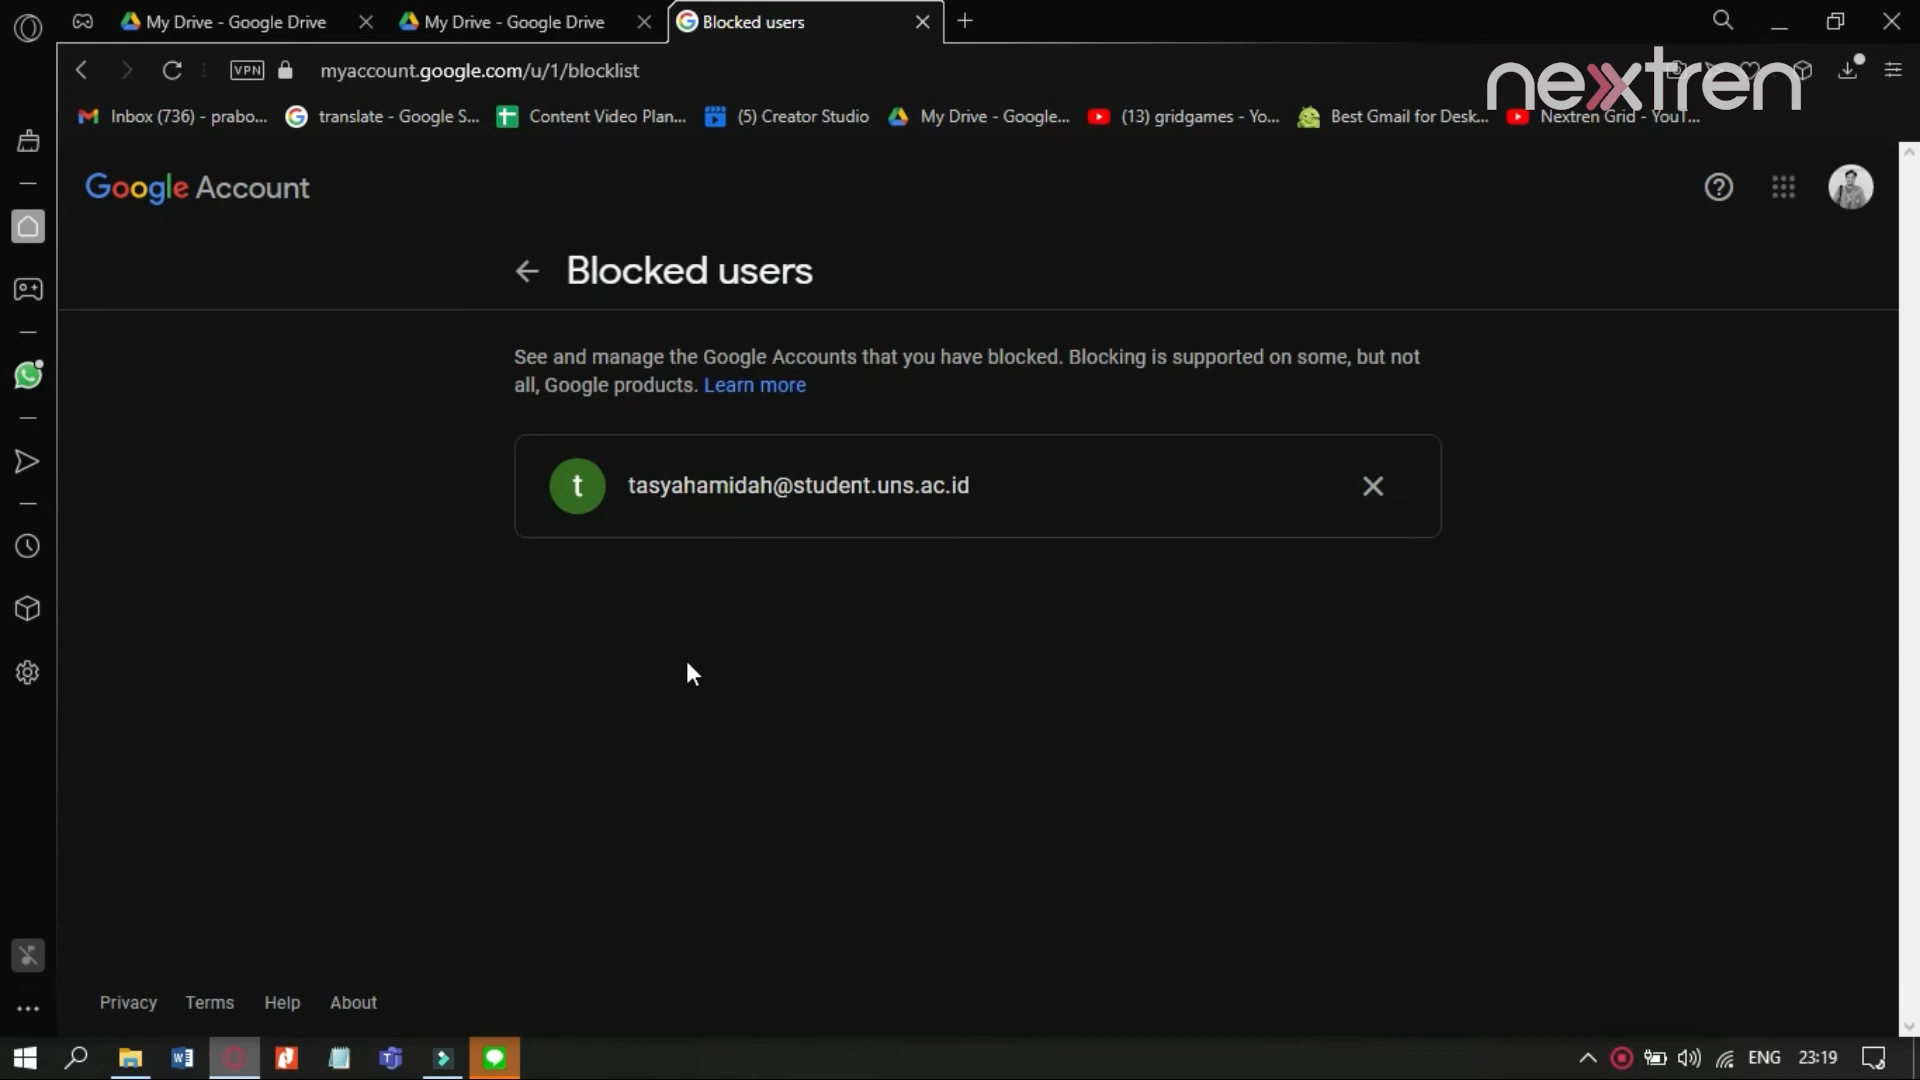 My Drive - Google Drive
My Drive - Google Drive
Blocked users
VPN
myaccount.google.com/u/1/blocklist
nextren
Inbox (736) - prabo...
translate - Google S...
Content Video Plan...
(5) Creator Studio
My Drive - Google...
(13) gridgames - Yo...
Best Gmail for Desk...
Nextren Grid - YouT...
Google Account
Blocked users
See and manage the Google Accounts that you have blocked. Blocking is supported on some, but not
all, Google products. Learn more
t
tasyahamidah@student.uns.ac.id
Privacy
Terms
Help
About
ENG
23:19